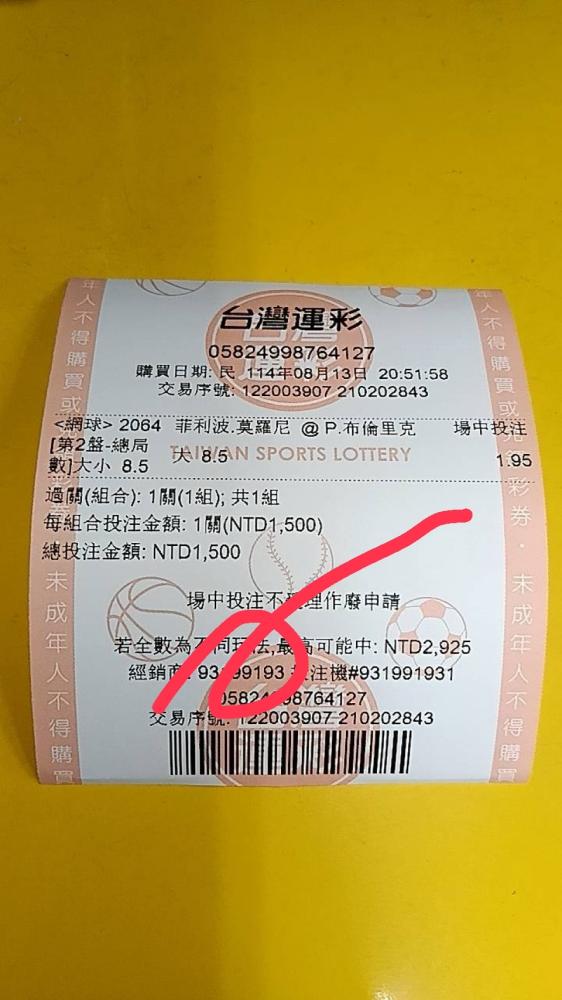 台灣運彩
05824998764127
購買日期: 民 114年08月13日 20:51:58
交易序號: 122003907 210202843
<網球> 2064 菲利波.莫羅尼 @ P.布倫里克 場中投注
[第2盤-總局 大 8.5
數]大小 8.5 1.95
TAIWAN SPORTS LOTTERY
過關(組合): 1關(1組); 共1組
每組合投注金額: 1關(NTD1,500)
總投注金額: NTD1,500
場中投注不受理作廢申請
若全數為不同玩法,最高可能中: NTD2,925
經銷商: 93199193 投注機#931991931
05824998764127
交易序號: 122003907 210202843
年人不得購買或
彩券・未成年人不得購買